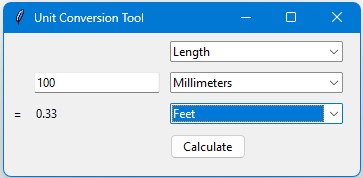 Unit Conversion Tool
Length
100 Millimeters
= 0.33 Feet
Calculate